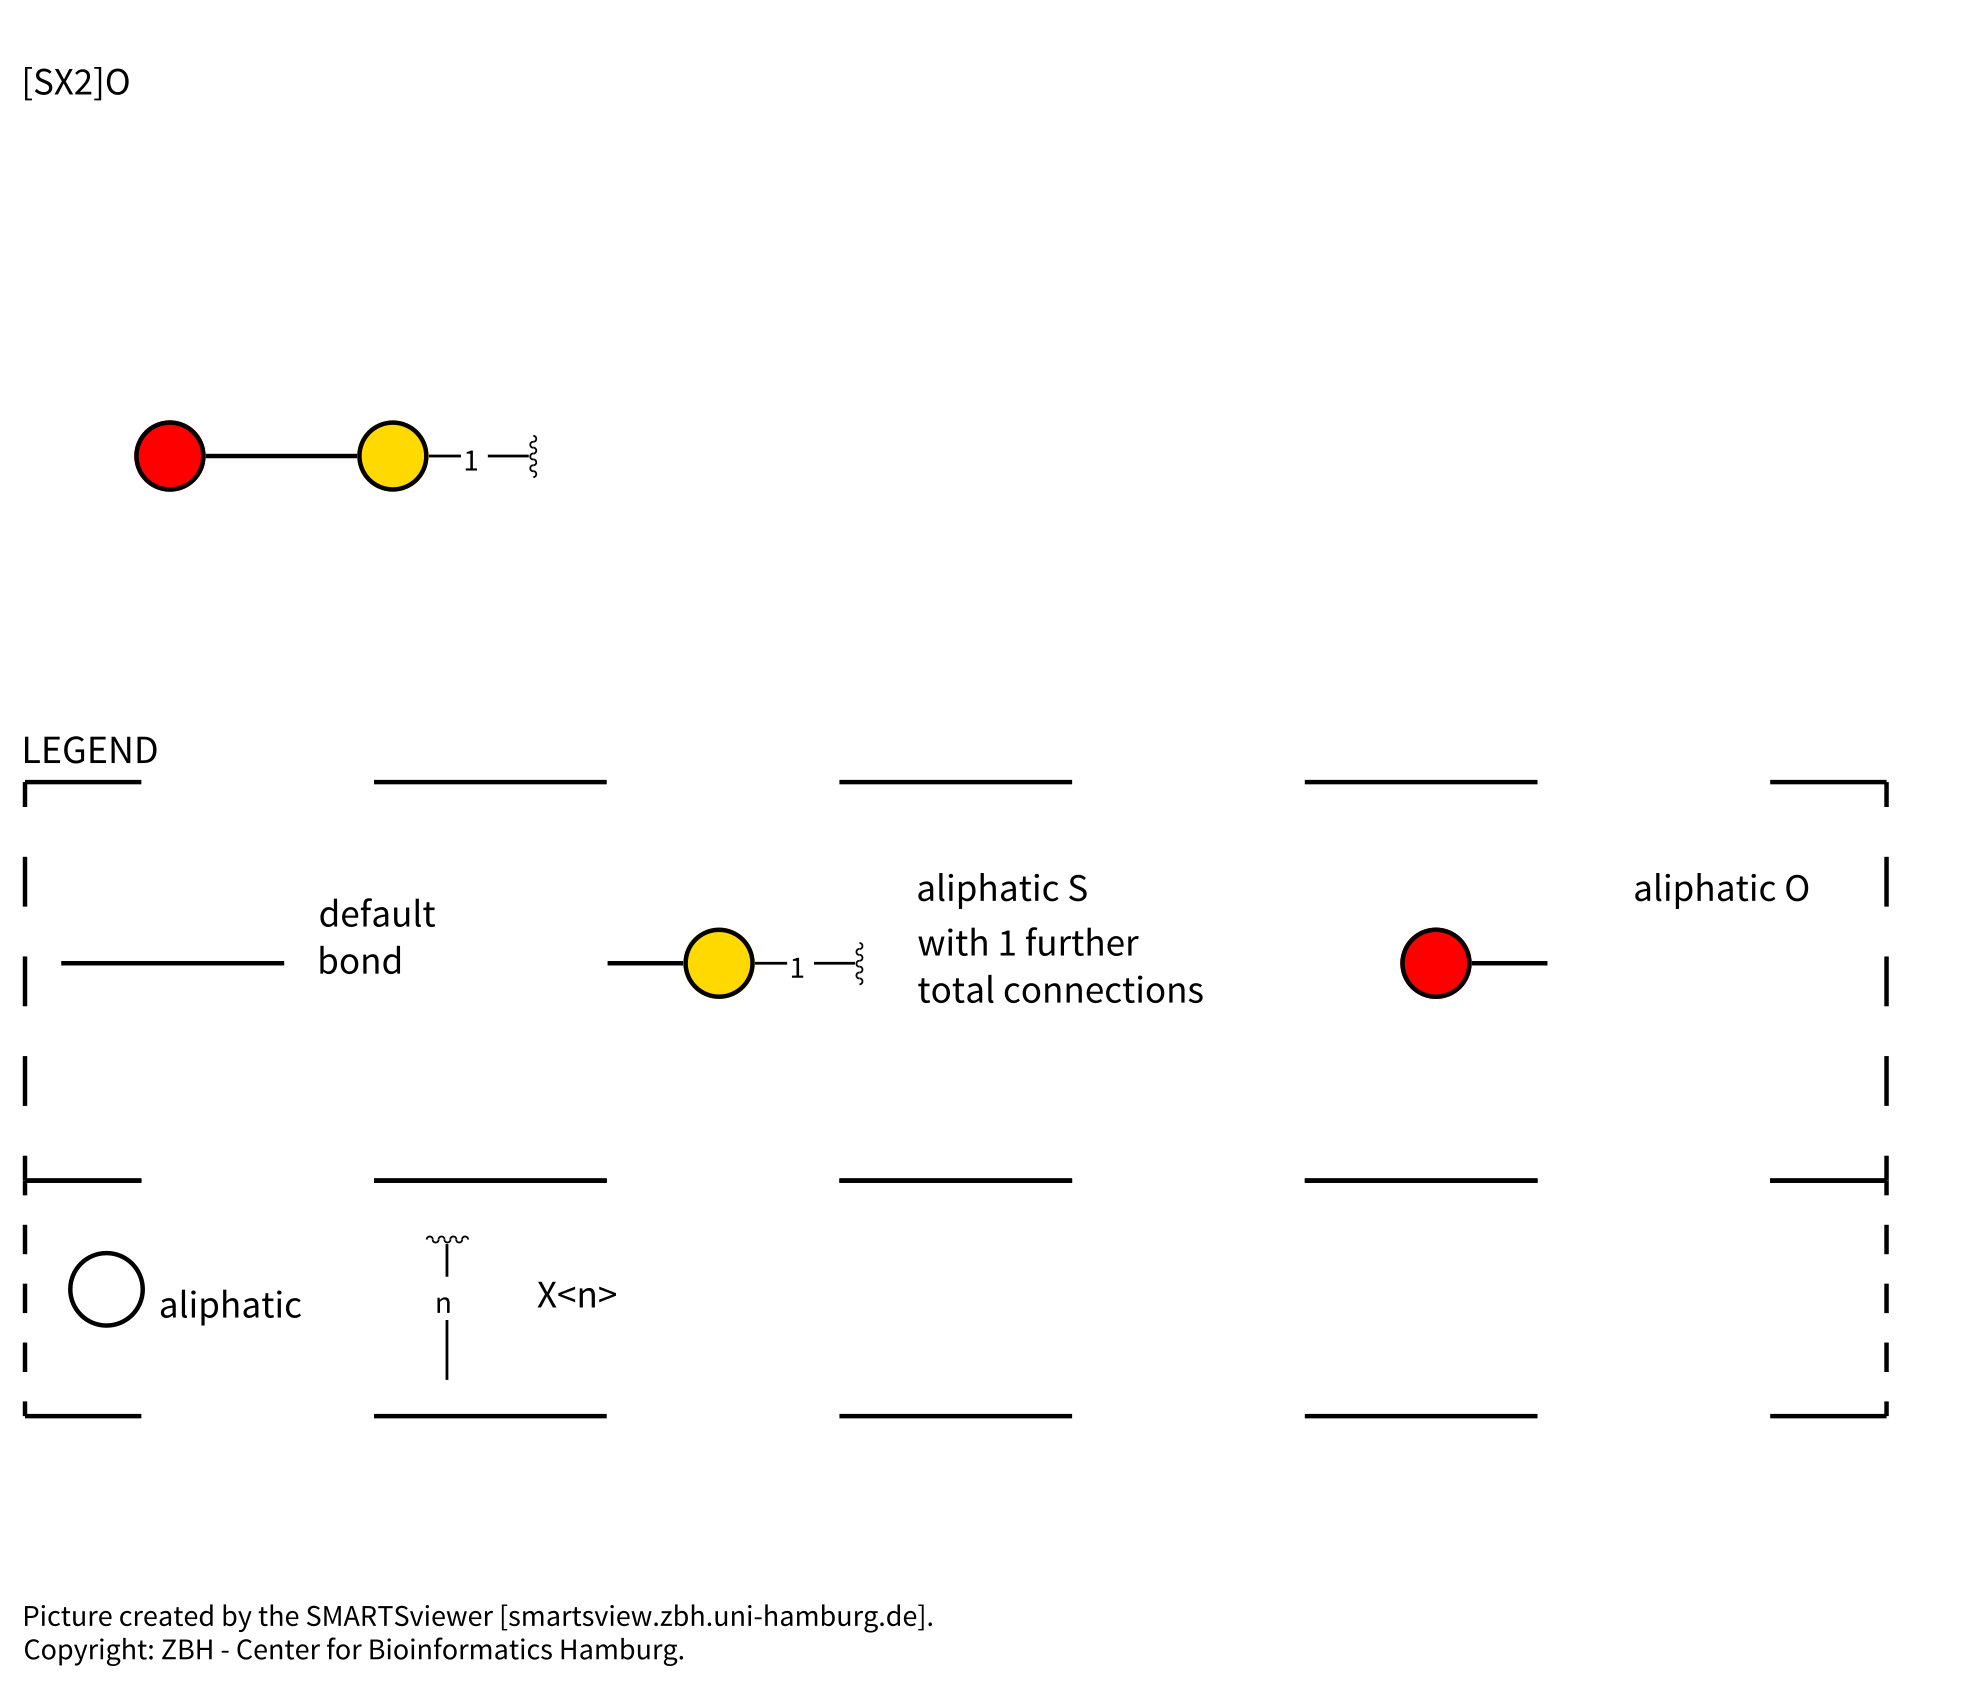 [SX2]O
1
LEGEND
default
bond
1
aliphatic S
with 1 further
total connections
aliphatic O
aliphatic
n
X<n>
Picture created by the SMARTSviewer [smartsview.zbh.uni-hamburg.de].
Copyright: ZBH - Center for Bioinformatics Hamburg.